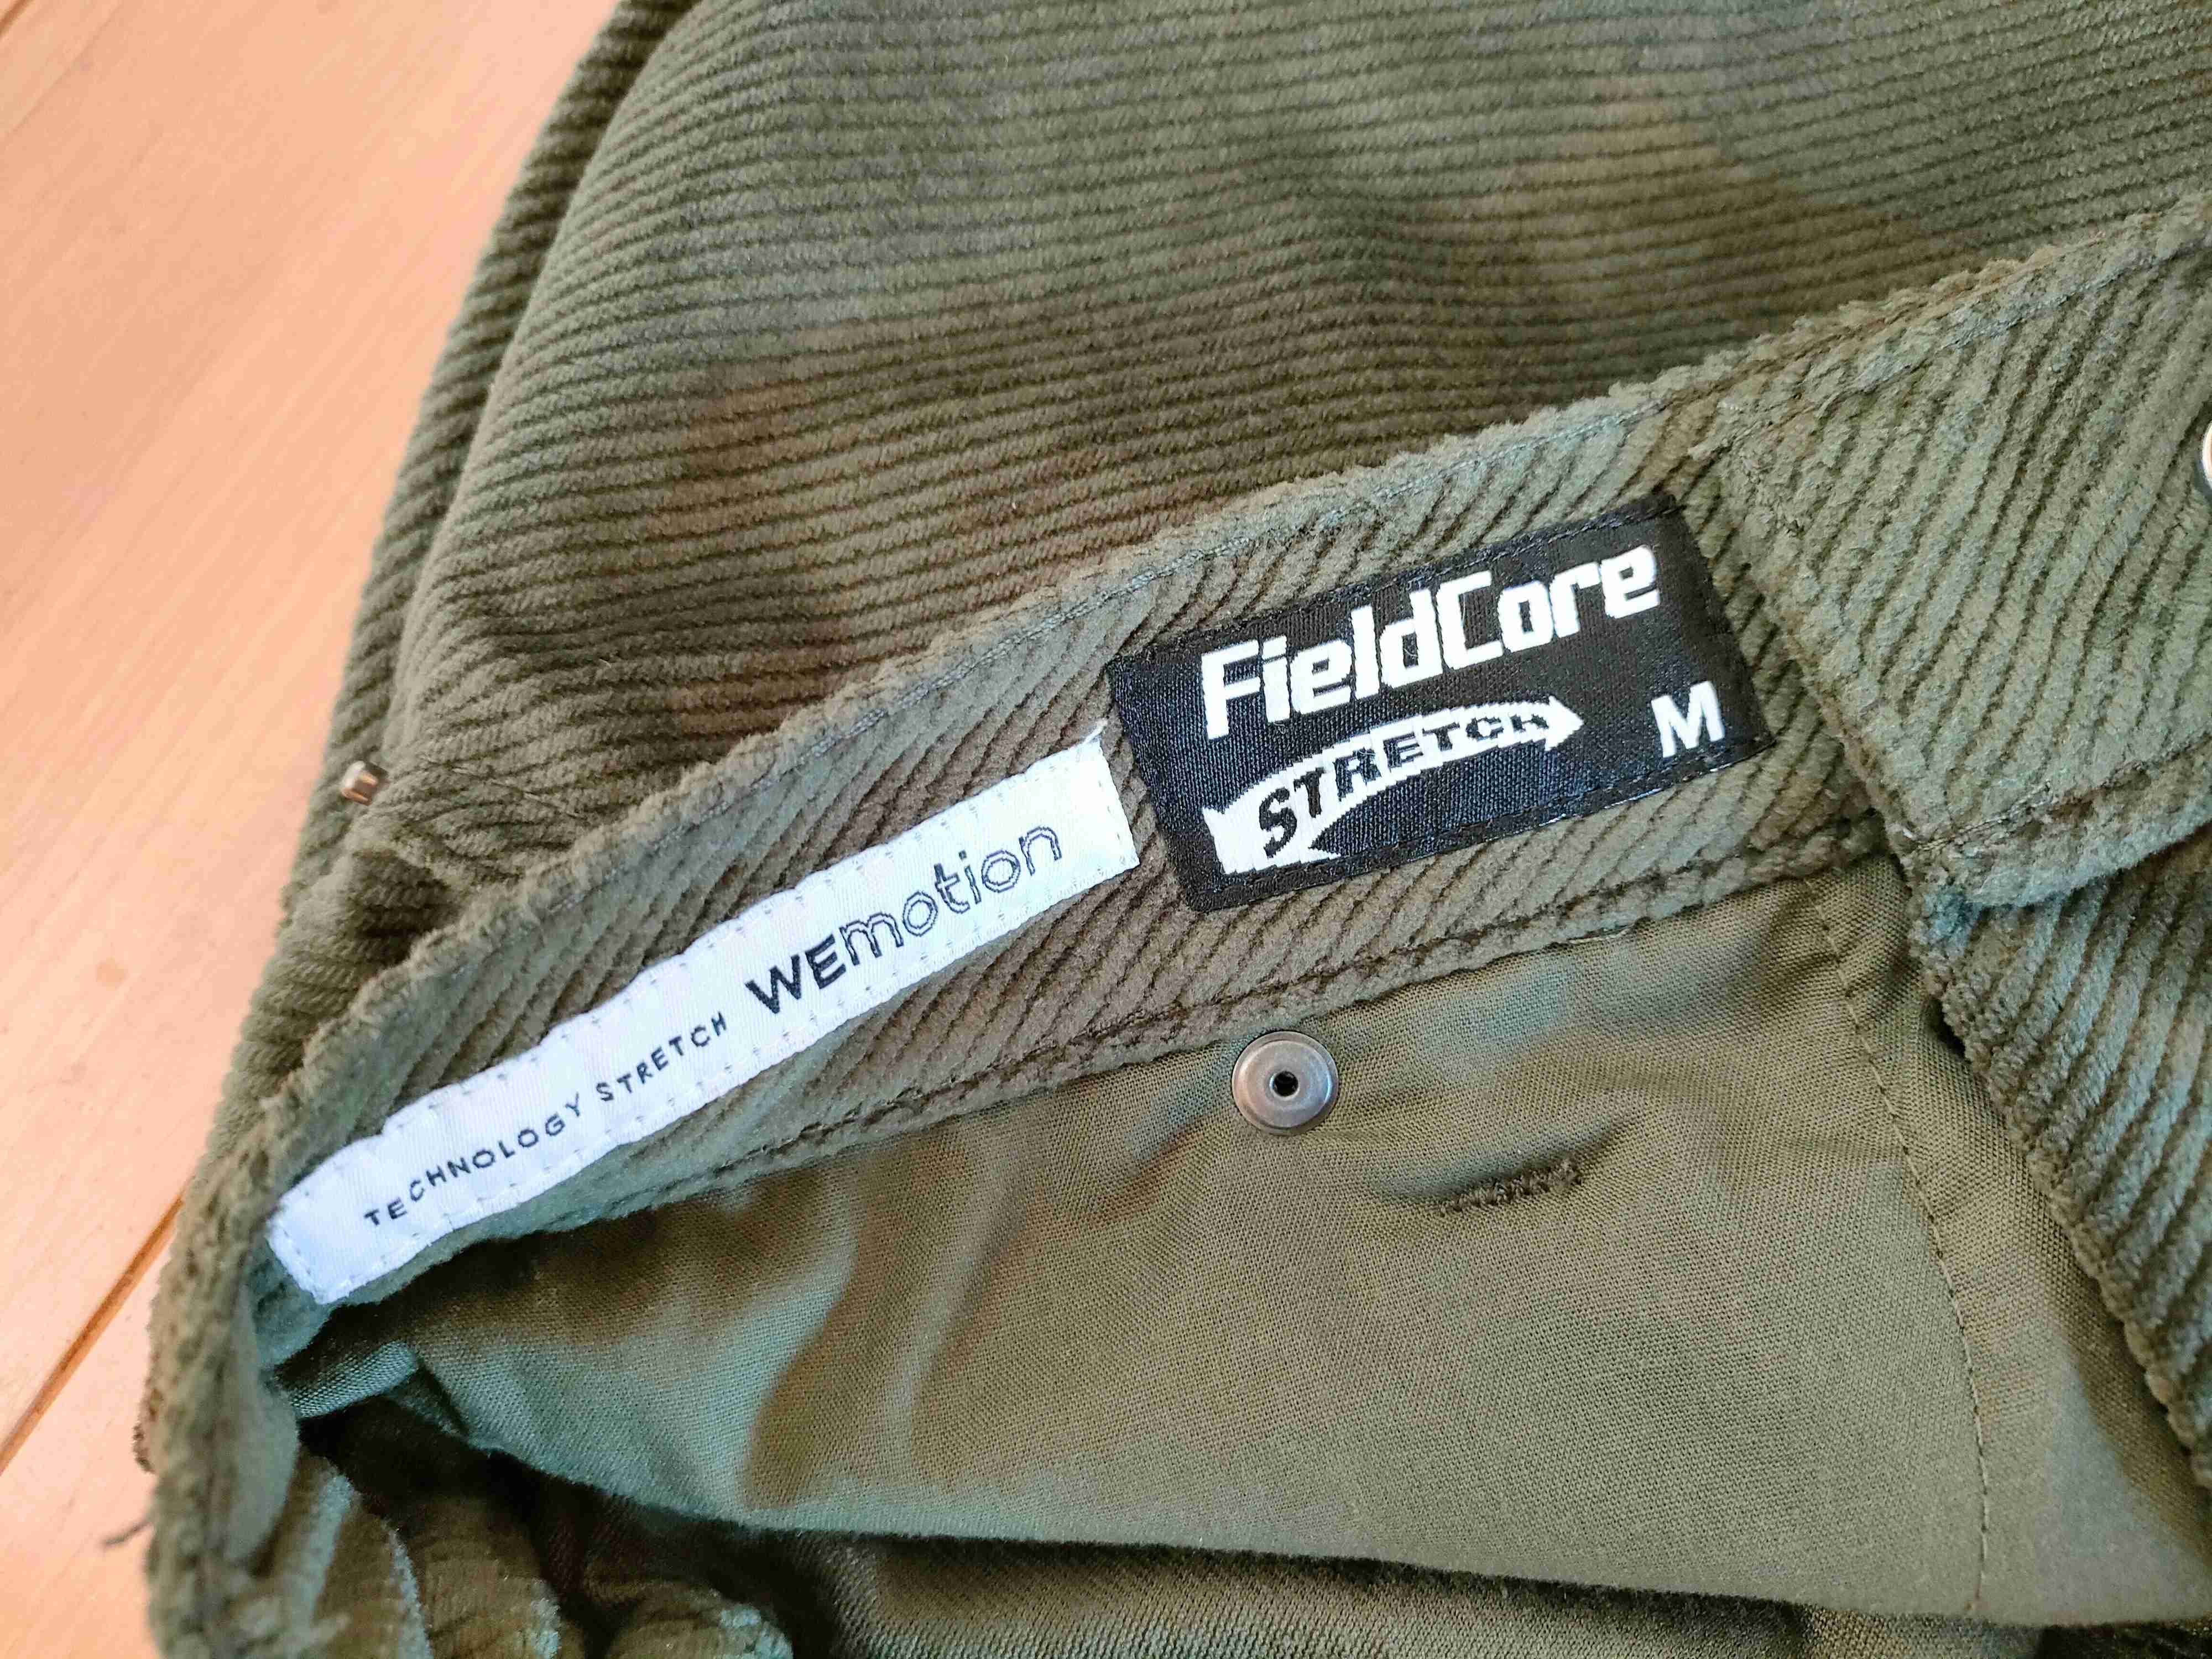 FieldCore
STRETCH M
TECHNOLOGY STRETCH WEmotion